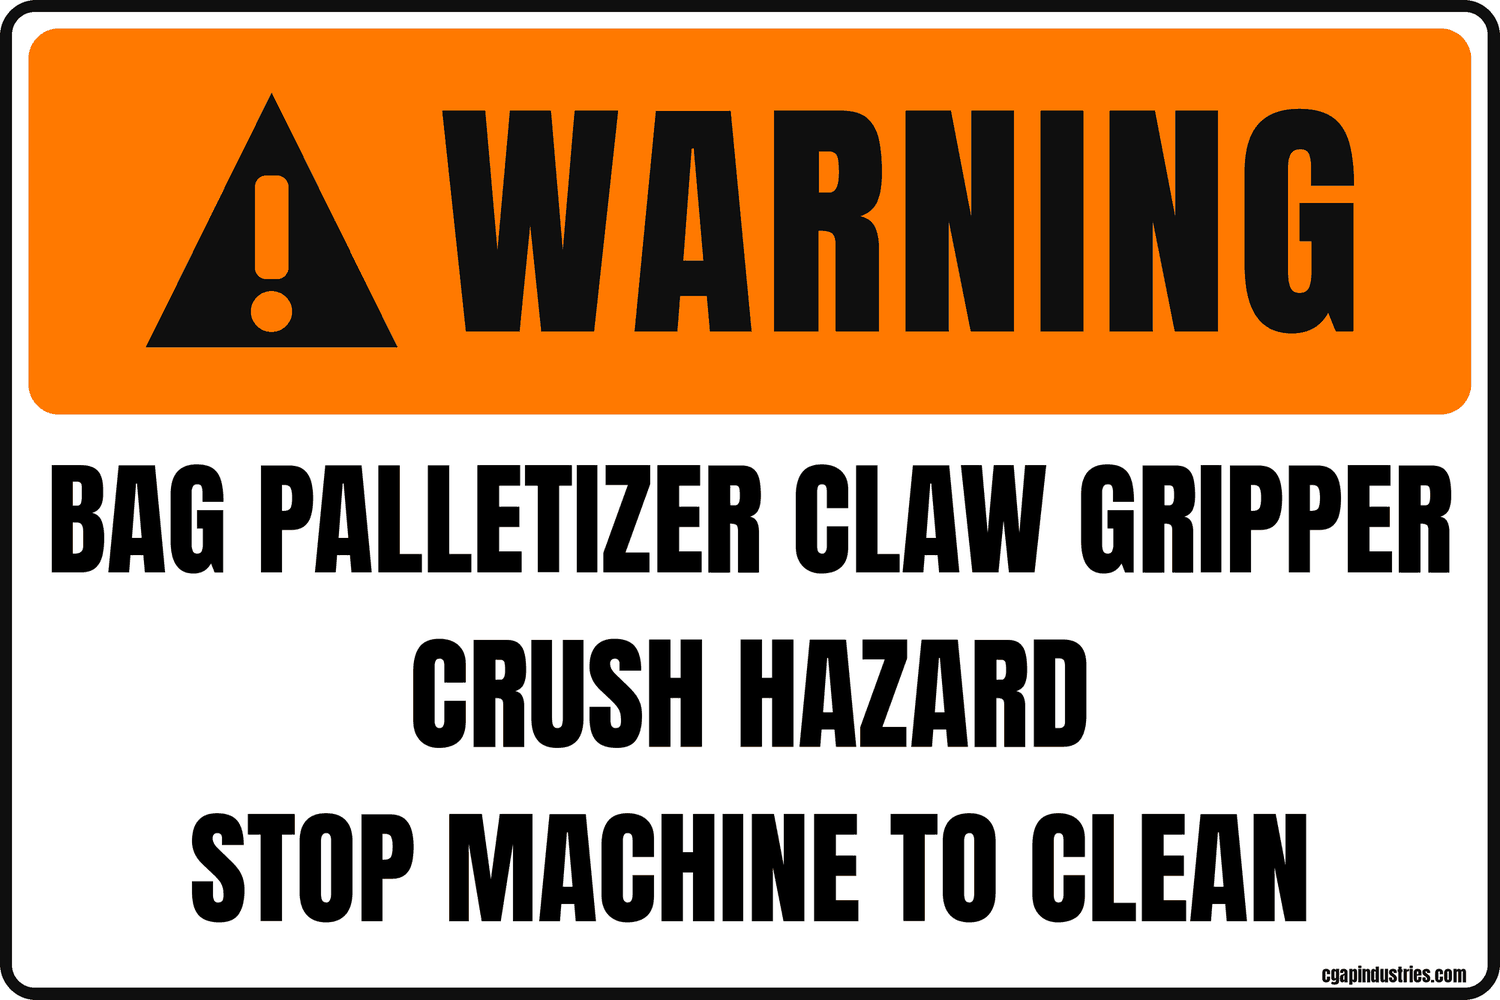 WARNING
BAG PALLETIZER CLAW GRIPPER
CRUSH HAZARD
STOP MACHINE TO CLEAN
cgapindustries.com